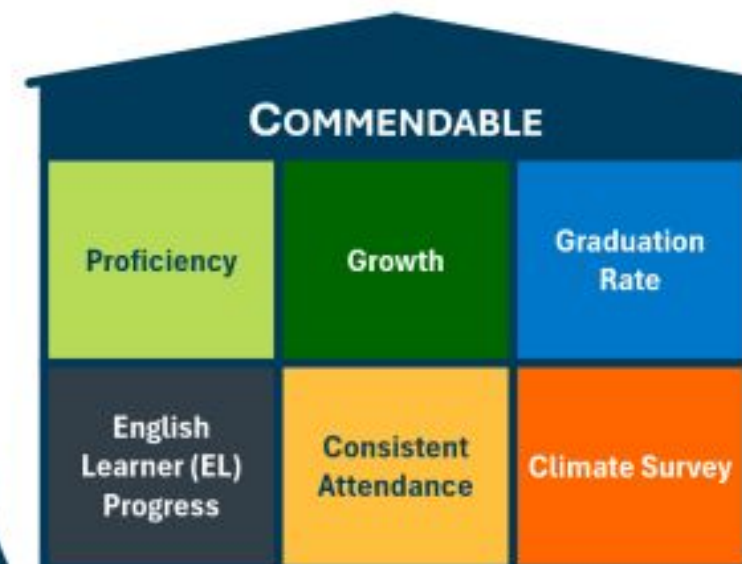 COMMENDABLE
Proficiency
Growth
Graduation
Rate
English
Learner (EL)
Progress
Consistent
Attendance
Climate Survey